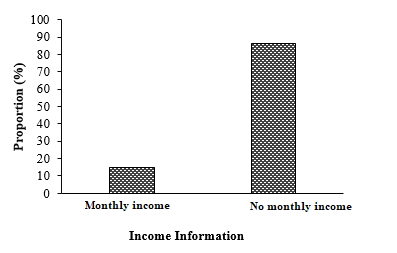 100
90
80
70
60
50
40
30
20
10
0
Proportion (%)
Monthly income
No monthly income
Income Information